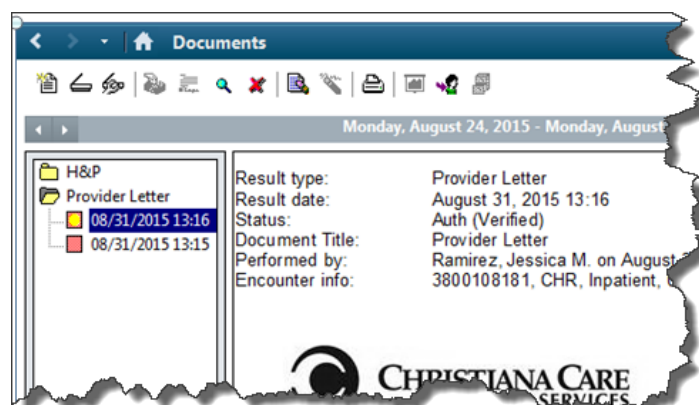 Documents
Monday, August 24, 2015 - Monday, August
H&P
Provider Letter
08/31/2015 13:16
08/31/2015 13:15
Result type: Provider Letter
Result date: August 31, 2015 13:16
Status: Auth (Verified)
Document Title: Provider Letter
Performed by: Ramirez, Jessica M. on August
Encounter info: 3800108181, CHR, Inpatient,
CHRISTIANA CARE
SERVICES